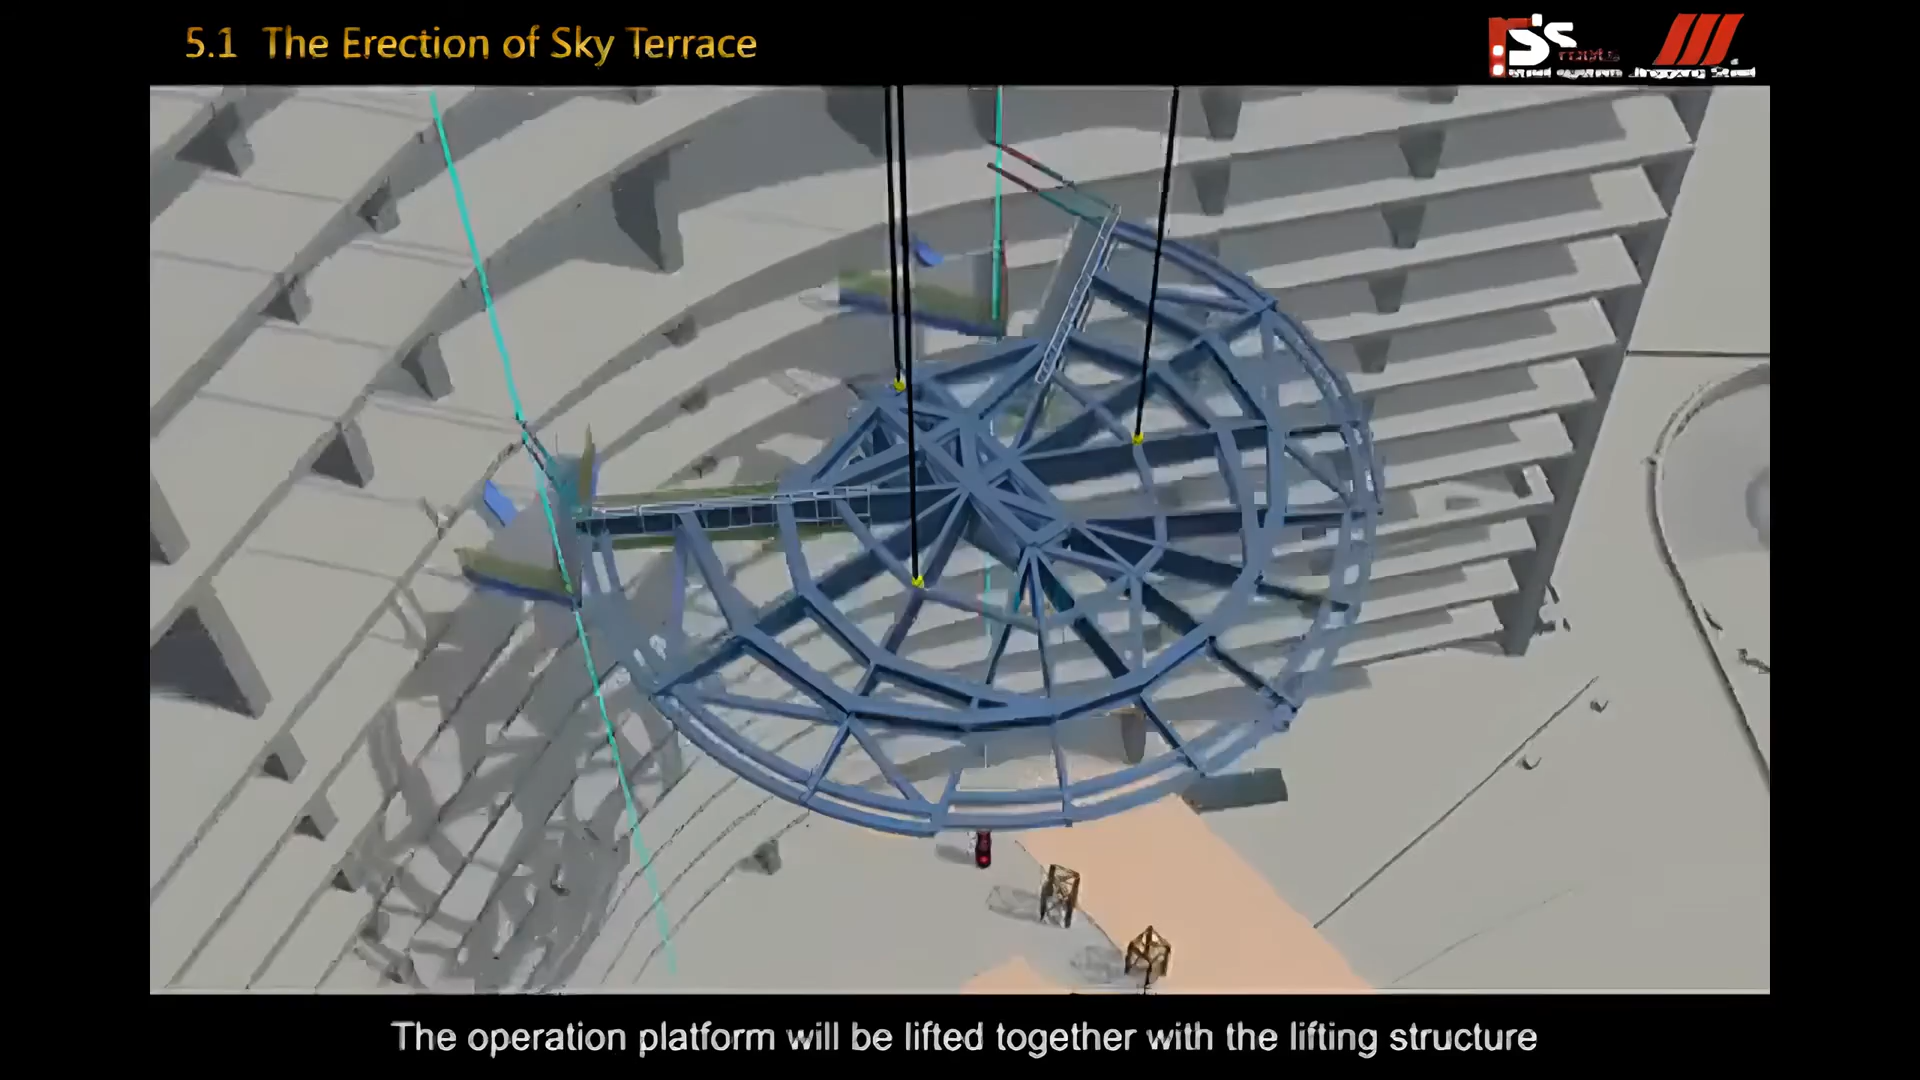 5.1 The Erection of Sky Terrace
The operation platform will be lifted together with the lifting structure